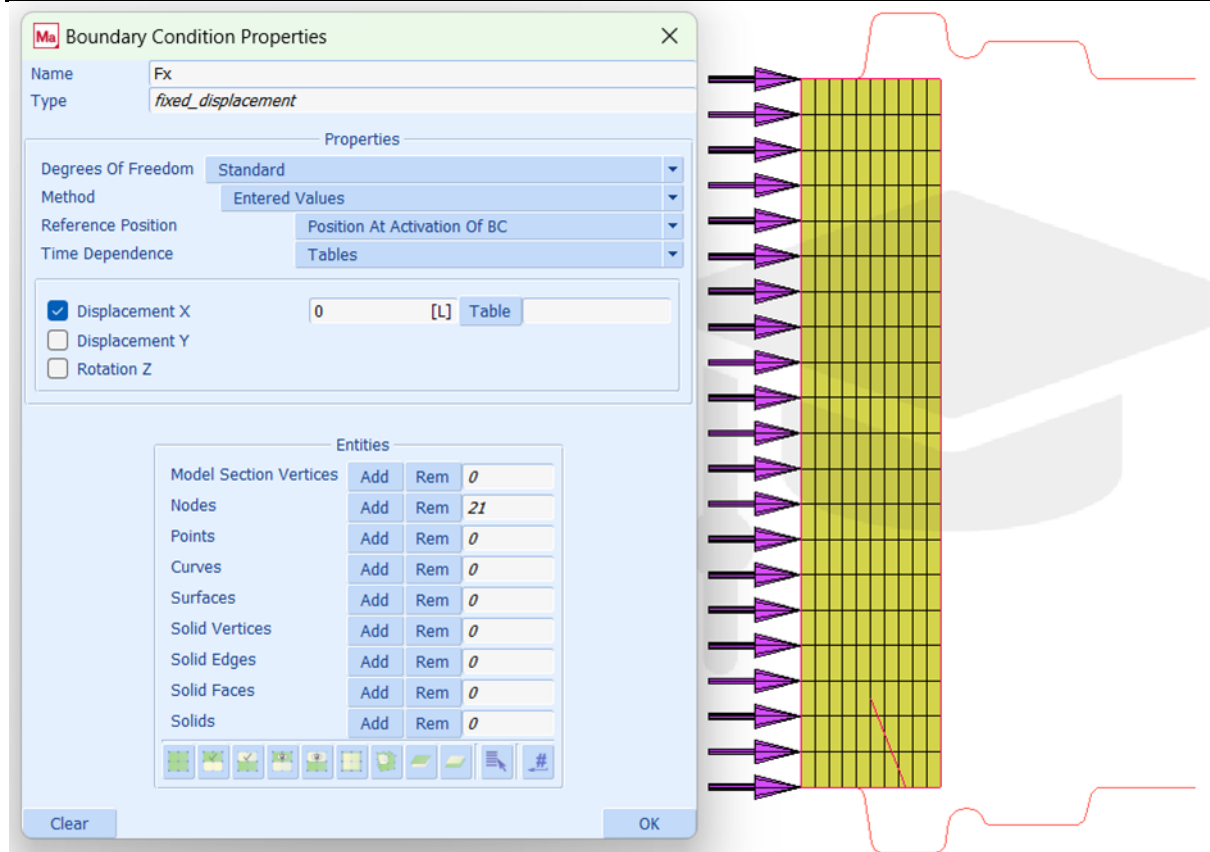 Ma Boundary Condition Properties
Name Fx
Type fixed_displacement
Properties
Degrees Of Freedom Standard
Method Entered Values
Reference Position Position At Activation Of BC
Time Dependence Tables
Displacement X 0 [L] Table
Displacement Y
Rotation Z
Entities
Model Section Vertices Add Rem 0
Nodes Add Rem 21
Points Add Rem 0
Curves Add Rem 0
Surfaces Add Rem 0
Solid Vertices Add Rem 0
Solid Edges Add Rem 0
Solid Faces Add Rem 0
Solids Add Rem 0
#
Clear OK